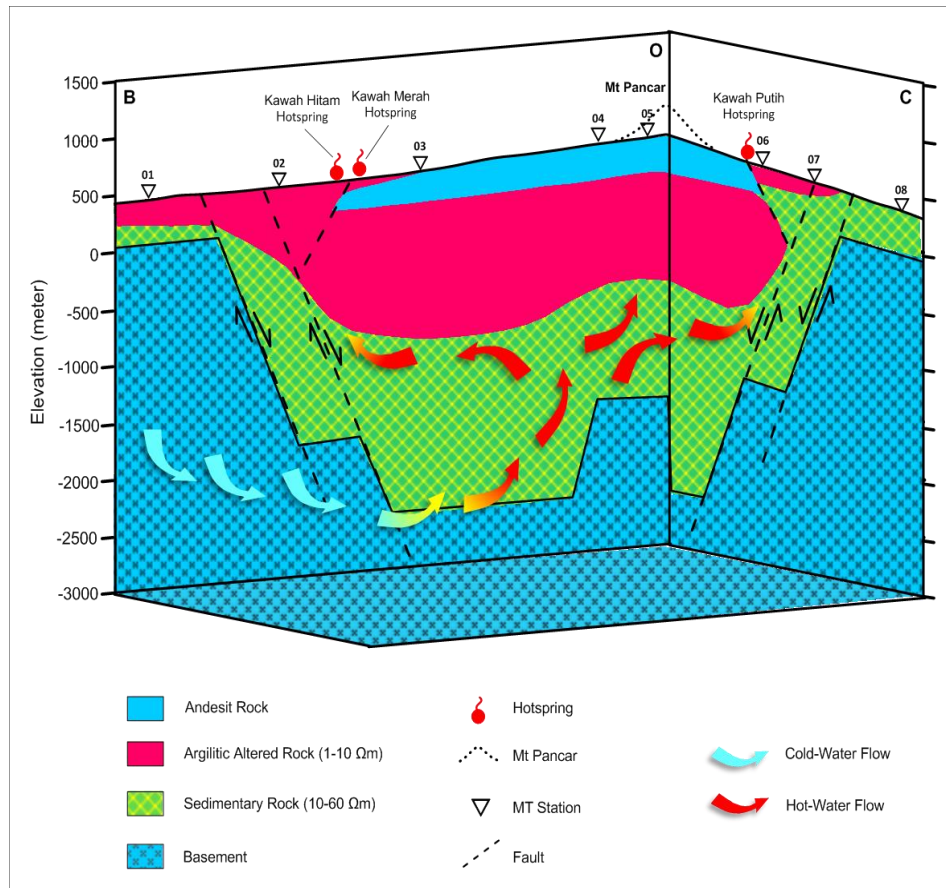 1500
1000
500
0
-500
-1000
-1500
-2000
-2500
-3000
Elevation (meter)
B
O
C
Kawah Hitam
Hotspring
Kawah Merah
Hotspring
Mt Pancar
Kawah Putih
Hotspring
01
02
03
04
05
06
07
08
Andesit Rock
Argilitic Altered Rock (1-10 Ωm)
Sedimentary Rock (10-60 Ωm)
Basement
Hotspring
Mt Pancar
MT Station
Fault
Cold-Water Flow
Hot-Water Flow